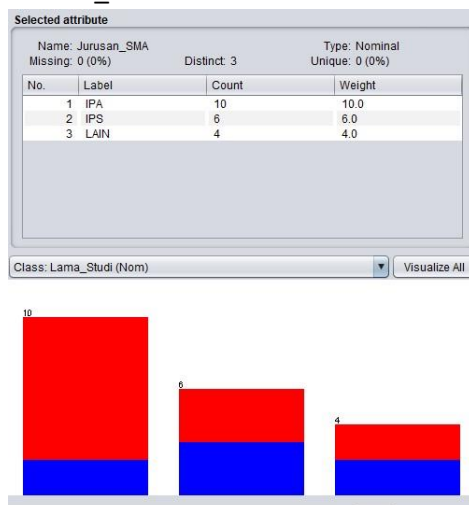 Selected attribute
Name: Jurusan_SMA Type: Nominal
Missing: 0 (0%) Distinct: 3 Unique: 0 (0%)
No. Label Count Weight
1 IPA 10 10.0
2 IPS 6 6.0
3 LAIN 4 4.0
Class: Lama_Studi (Nom) Visualize All
10
6
4